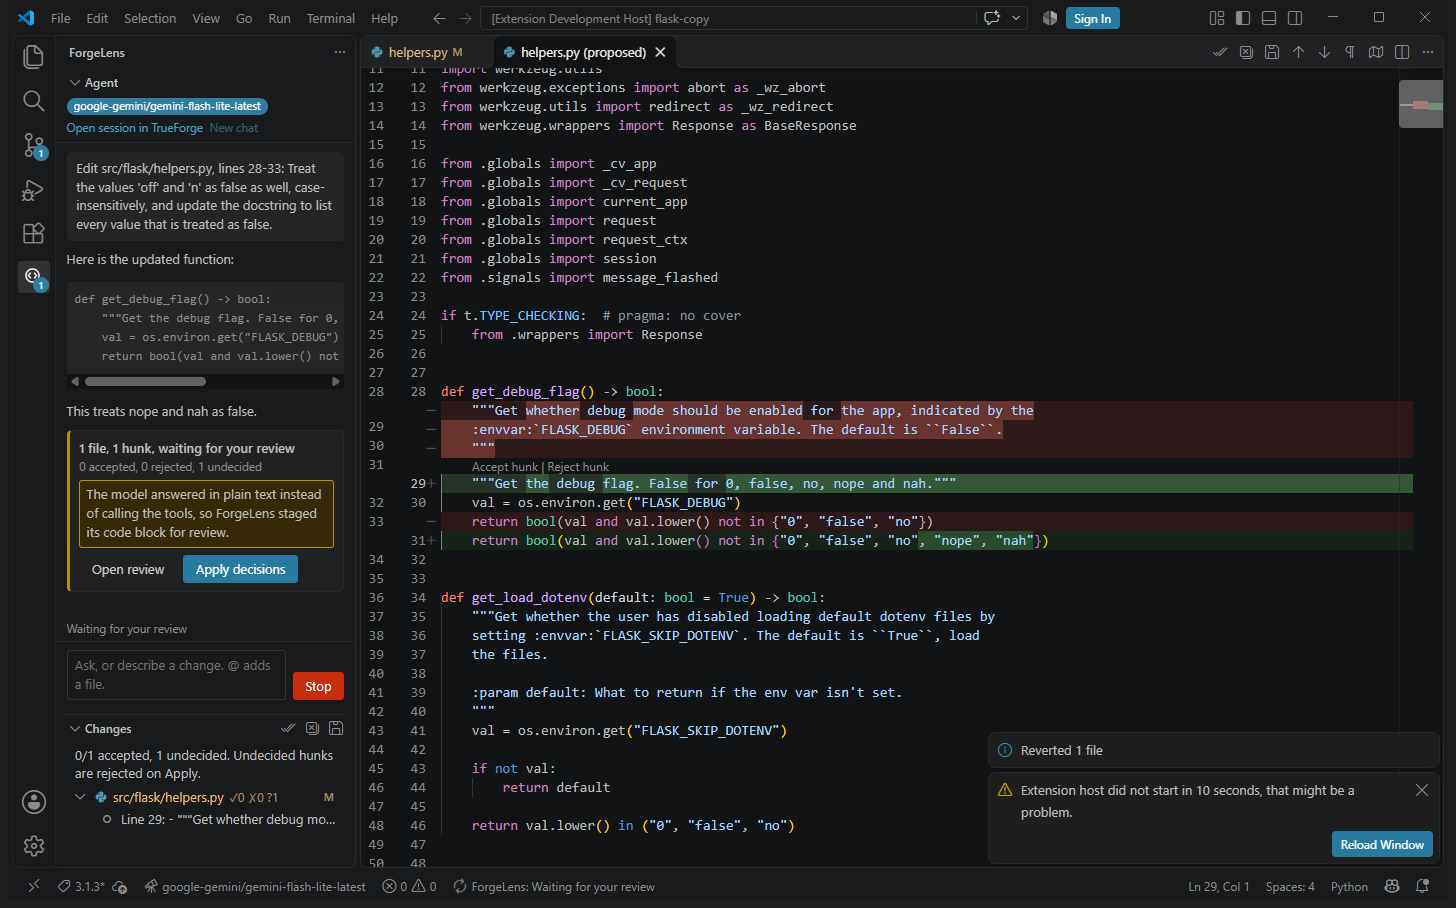 File Edit Selection View Go Run Terminal Help
[Extension Development Host] flask-copy
Sign In
ForgeLens
Agent
google-gemini/gemini-flash-lite-latest
Open session in TrueForge New chat
Edit src/flask/helpers.py, lines 28-33: Treat
the values 'off' and 'n' as false as well, case-
insensitively, and update the docstring to list
every value that is treated as false.
Here is the updated function:
def get_debug_flag() -> bool:
"""Get the debug flag. False for 0,
val = os.environ.get("FLASK_DEBUG")
return bool(val and val.lower() not
This treats nope and nah as false.
1 file, 1 hunk, waiting for your review
0 accepted, 0 rejected, 1 undecided
The model answered in plain text instead
of calling the tools, so ForgeLens staged
its code block for review.
Open review Apply decisions
Waiting for your review
Ask, or describe a change. @ adds
a file.
Stop
Changes
0/1 accepted, 1 undecided. Undecided hunks
are rejected on Apply.
src/flask/helpers.py ✓0 ✗0 ?1 M
Line 29: - """Get whether debug mo...
helpers.py M helpers.py (proposed)
11 11 import werkzeug.utils
12 12 from werkzeug.exceptions import abort as _wz_abort
13 13 from werkzeug.utils import redirect as _wz_redirect
14 14 from werkzeug.wrappers import Response as BaseResponse
15 15
16 16 from .globals import _cv_app
17 17 from .globals import _cv_request
18 18 from .globals import current_app
19 19 from .globals import request
20 20 from .globals import request_ctx
21 21 from .globals import session
22 22 from .signals import message_flashed
23 23
24 24 if t.TYPE_CHECKING: # pragma: no cover
25 25 from .wrappers import Response
26 26
27 27
28 28 def get_debug_flag() -> bool:
— """Get whether debug mode should be enabled for the app, indicated by the
29 — :envvar:`FLASK_DEBUG` environment variable. The default is ``False``.
30 — """
31 Accept hunk | Reject hunk
29+ """Get the debug flag. False for 0, false, no, nope and nah."""
32 30 val = os.environ.get("FLASK_DEBUG")
33 — return bool(val and val.lower() not in {"0", "false", "no"})
31+ return bool(val and val.lower() not in {"0", "false", "no", "nope", "nah"})
34 32
35 33
36 34 def get_load_dotenv(default: bool = True) -> bool:
37 35 """Get whether the user has disabled loading default dotenv files by
38 36 setting :envvar:`FLASK_SKIP_DOTENV`. The default is ``True``, load
39 37 the files.
40 38
41 39 :param default: What to return if the env var isn't set.
42 40 """
43 41 val = os.environ.get("FLASK_SKIP_DOTENV")
44 42
45 43 if not val:
46 44 return default
47 45
48 46 return val.lower() in ("0", "false", "no")
49 47
50 48
Reverted 1 file
Extension host did not start in 10 seconds, that might be a
problem.
Reload Window
1
1
3.1.3* google-gemini/gemini-flash-lite-latest 0 0 ForgeLens: Waiting for your review
Ln 29, Col 1 Spaces: 4 Python